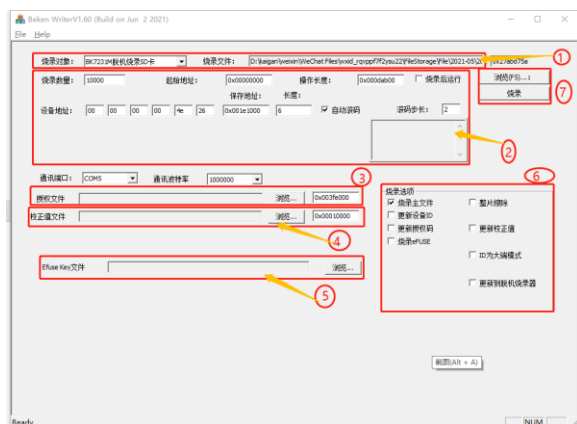 Beken WriterV1.60 (Build on Jun 2 2021)
File Help
烧录对象: BK7231M脱机烧录SD卡 烧录文件: D:\kaigan\weixin\WeChat Files\wxid_rqvppf7f2ysu22\FileStorage\File\2021-05\2 0x27abd75a
①
烧录数量: 10000 起始地址: 0x00000000 操作长度: 0x000dab00 烧录后运行 浏览(F5)...:
保存地址: 长度: 烧录 ⑦
设备地址: 00 00 00 00 4e 26 0x001e1000 6 自动滚码 滚码步长: 2
②
通讯端口: COM5 通讯波特率 1000000
③ ⑥
授权文件 浏览... 0x003fe000 烧录选项
校正值文件 浏览... 0x00010000 烧录主文件 整片擦除
更新设备ID
④ 更新授权码 更新校正值
烧录eFUSE
Efuse Key文件 浏览... ID为大端模式
⑤ 更新到脱机烧录器
截图(Alt + A)
Ready NUM